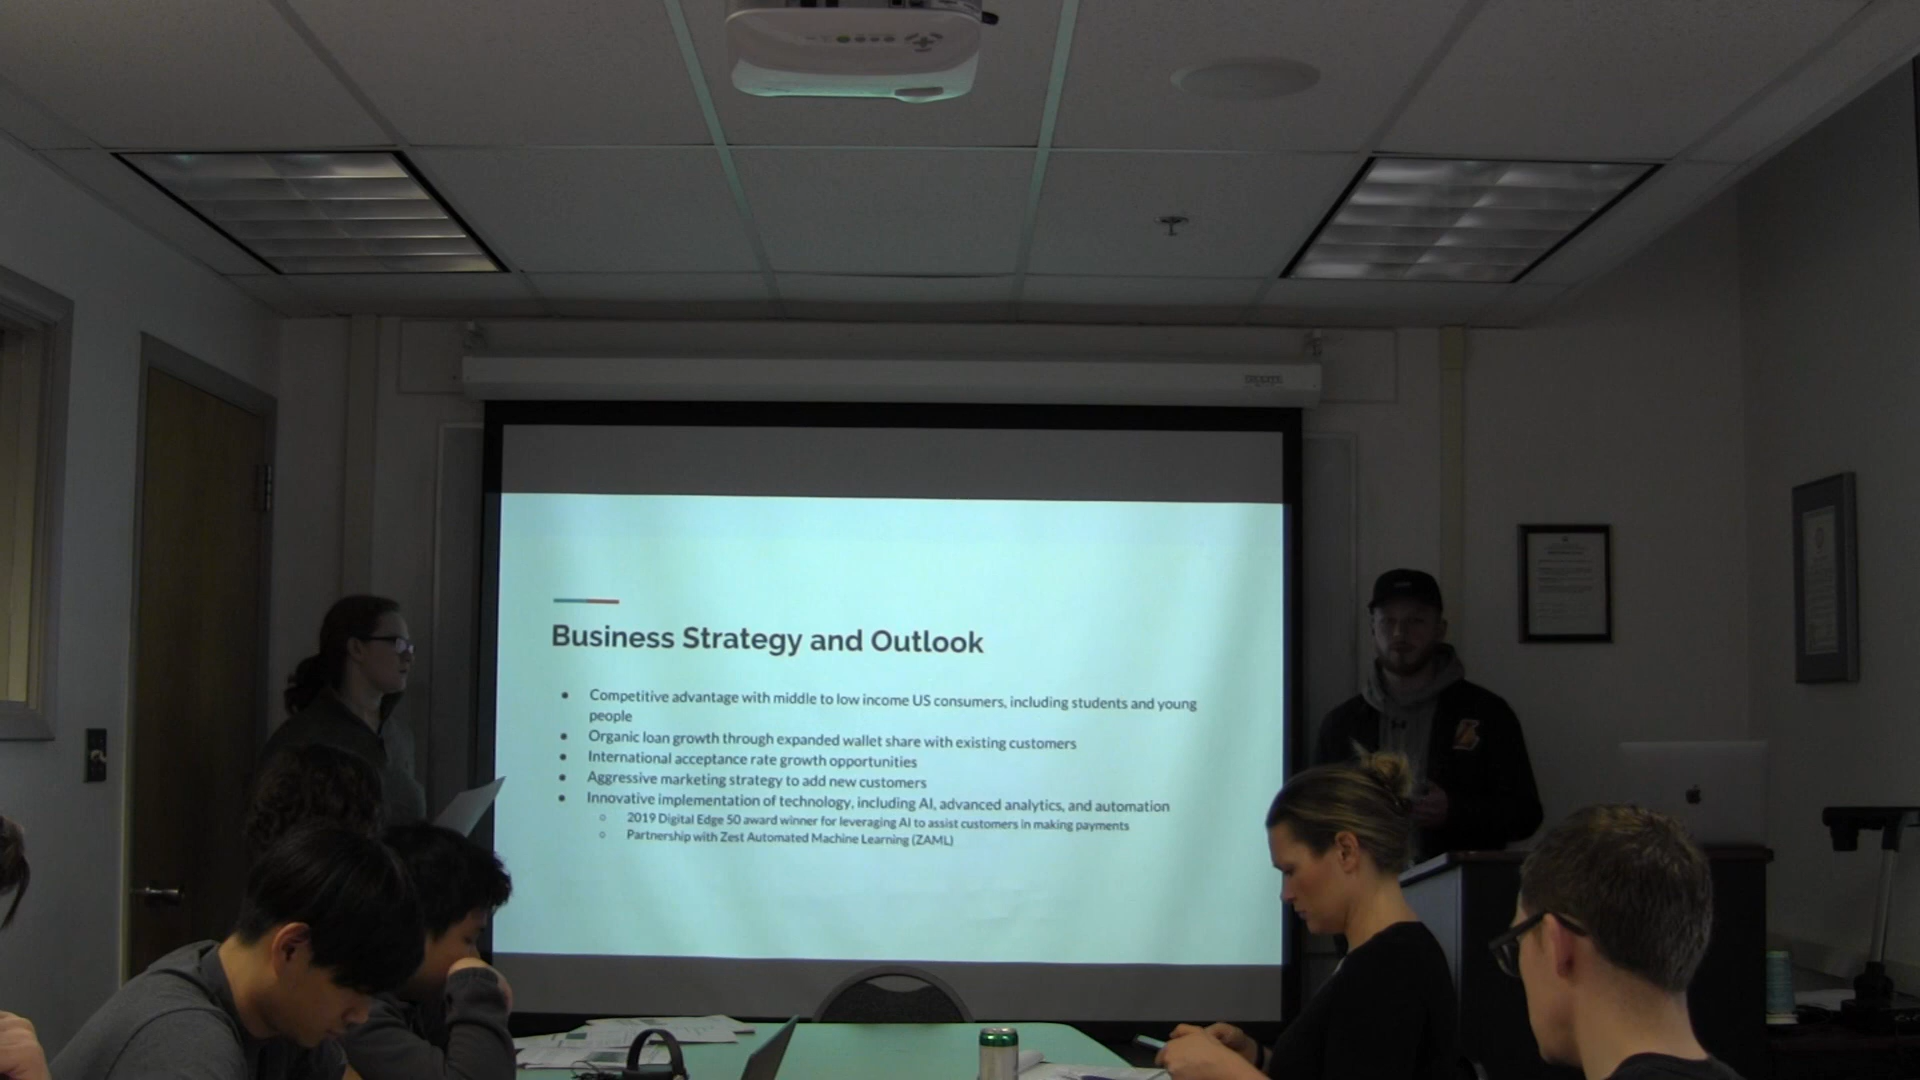 Business Strategy and Outlook
● Competitive advantage with middle to low income US consumers, including students and young
people
● Organic loan growth through expanded wallet share with existing customers
● International acceptance rate growth opportunities
● Aggressive marketing strategy to add new customers
● Innovative implementation of technology, including AI, advanced analytics, and automation
○ 2019 Digital Edge 50 award winner for leveraging AI to assist customers in making payments
○ Partnership with Zest Automated Machine Learning (ZAML)